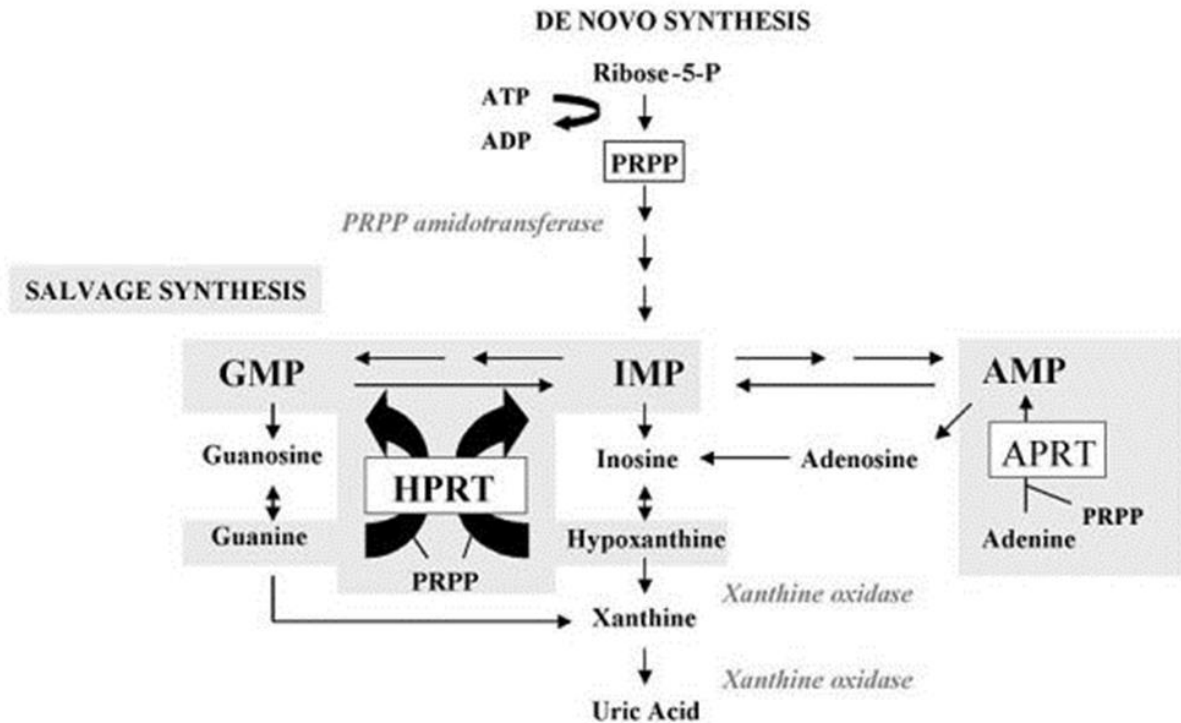 DE NOVO SYNTHESIS
Ribose-5-P
ATP
ADP
PRPP
PRPP amidotransferase
SALVAGE SYNTHESIS
GMP IMP AMP
Guanosine Inosine Adenosine APRT
HPRT
PRPP
Guanine Hypoxanthine Adenine
PRPP
Xanthine oxidase
Xanthine
Xanthine oxidase
Uric Acid